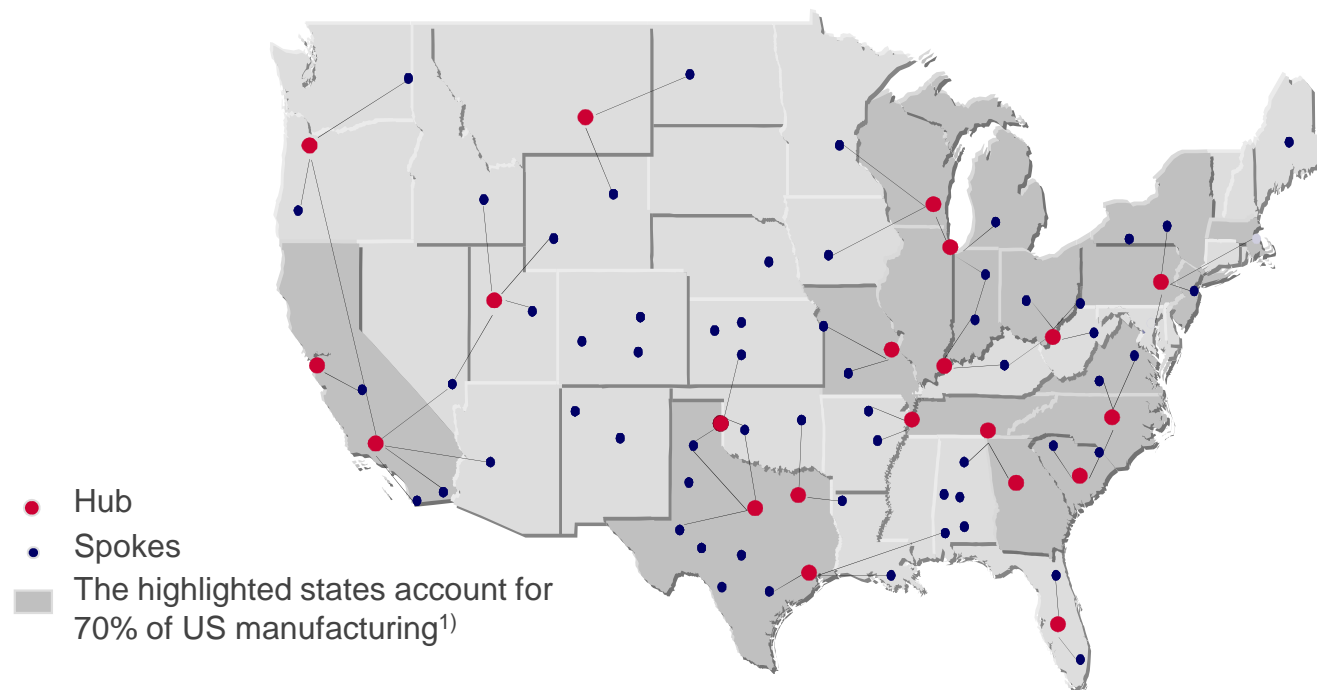 Hub
Spokes
The highlighted states account for
70% of US manufacturing1)